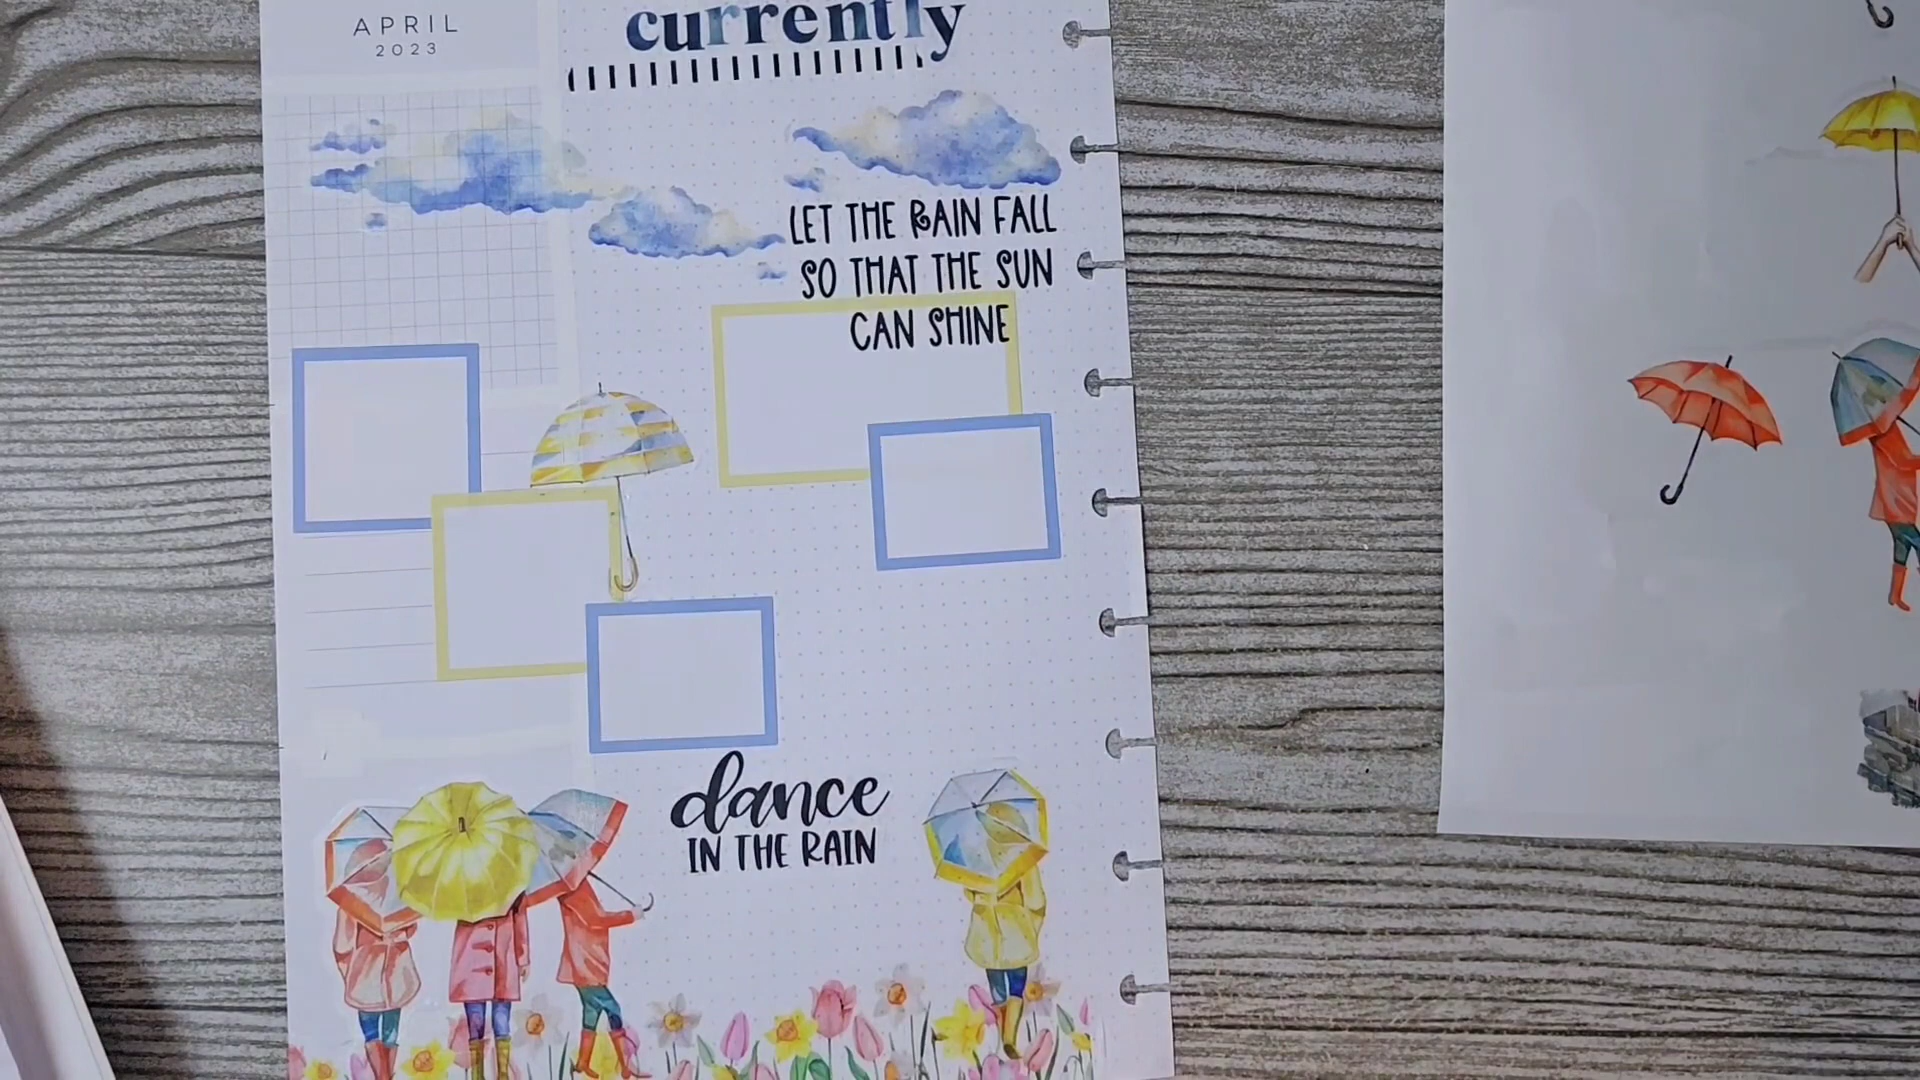 APRIL
2023
currently
LET THE RAIN FALL
SO THAT THE SUN
CAN SHINE
dance
IN THE RAIN